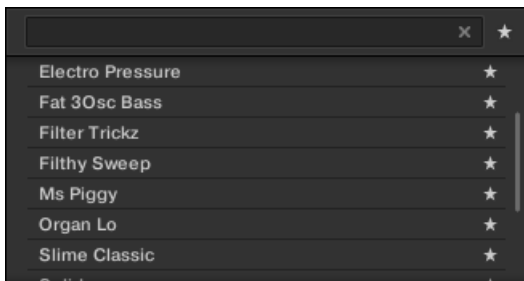 Electro Pressure
Fat 3Osc Bass
Filter Trickz
Filthy Sweep
Ms Piggy
Organ Lo
Slime Classic